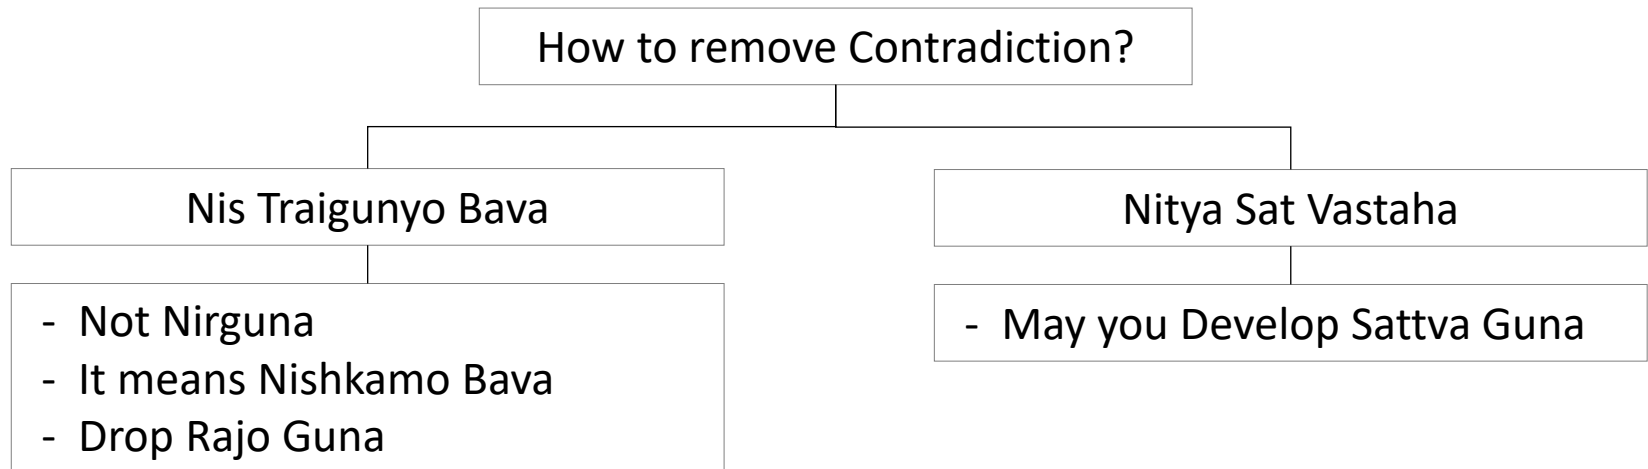 How to remove Contradiction?
Nis Traigunyo Bava
- Not Nirguna
- It means Nishkamo Bava
- Drop Rajo Guna
Nitya Sat Vastaha
- May you Develop Sattva Guna